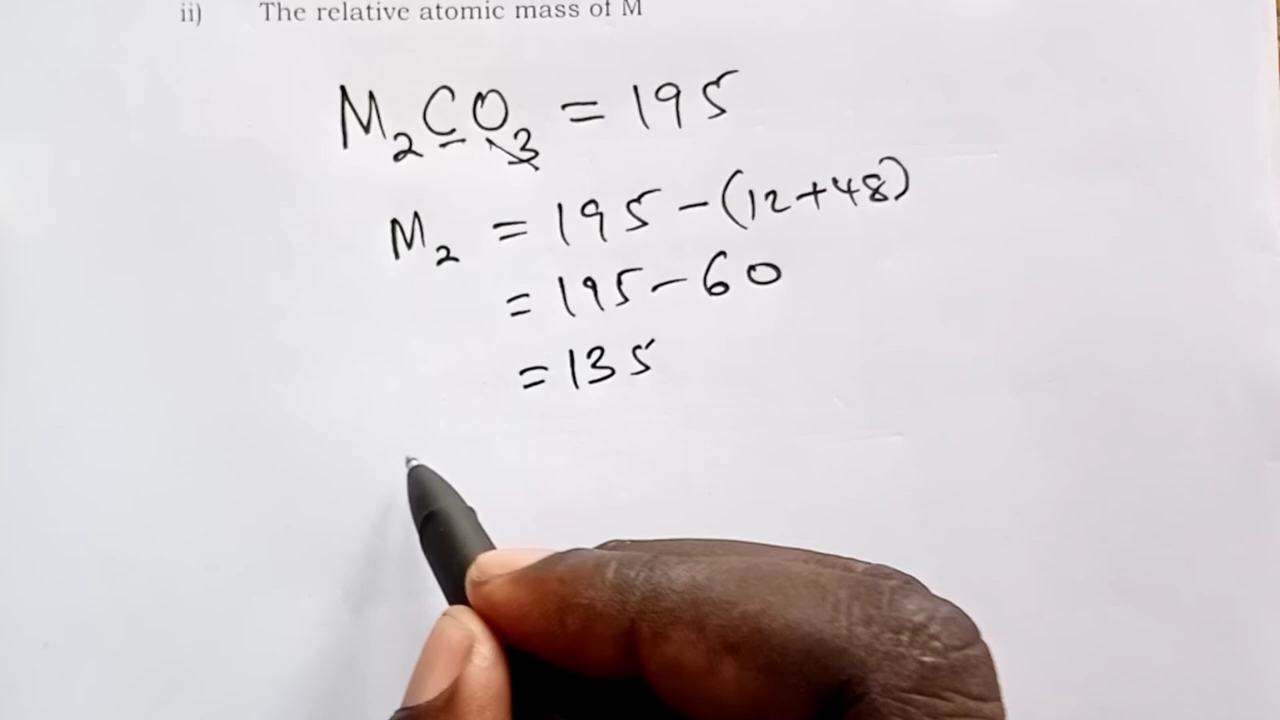 ii) The relative atomic mass of M
M₂CO₃ = 195
M₂ = 195 - (12+48)
= 195 - 60
= 135